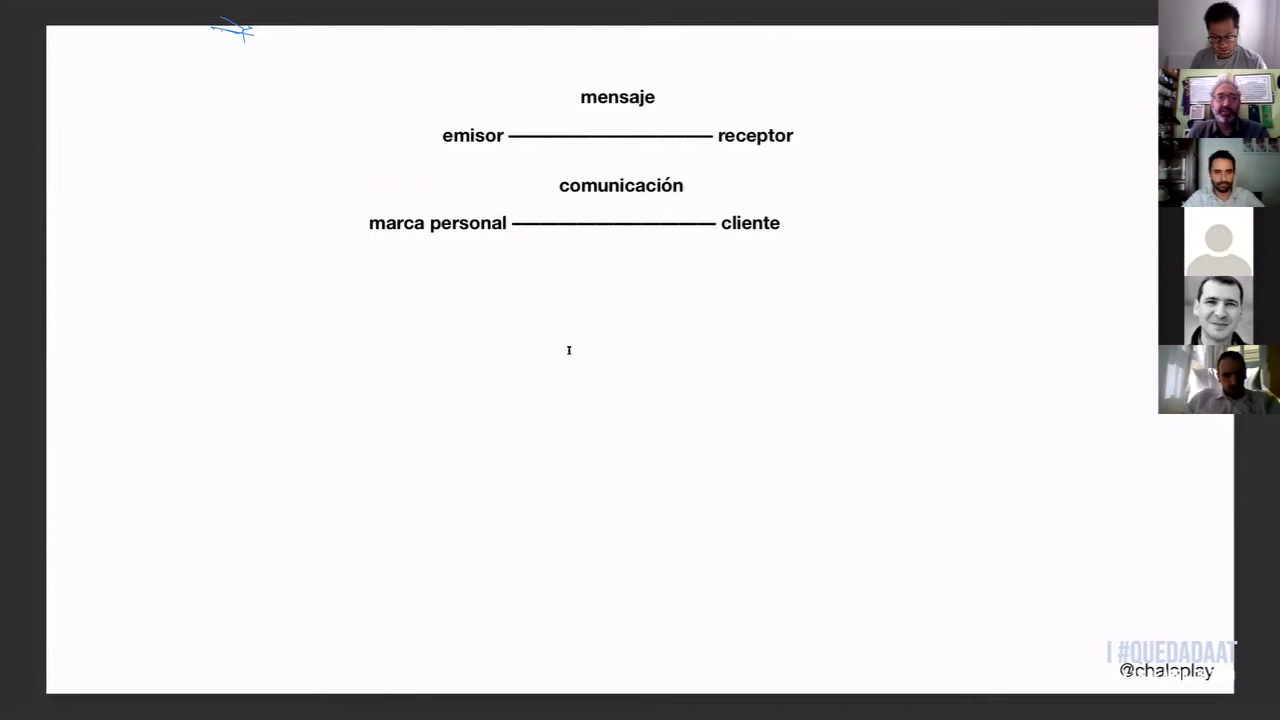 mensaje
emisor ——————————— receptor
comunicación
marca personal ——————————— cliente
I #QUEDADAAT
@chaloplay